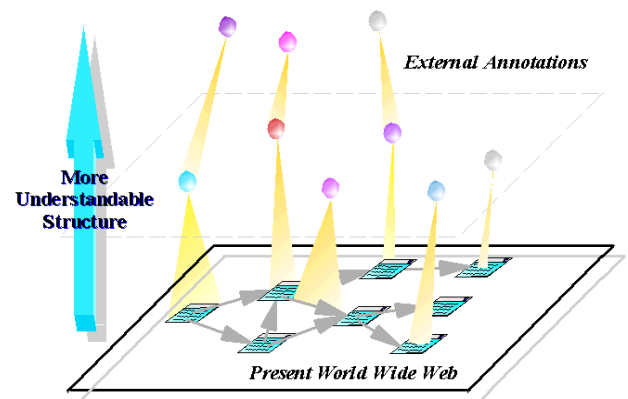 External Annotations
More
Understandable
Structure
Present World Wide Web